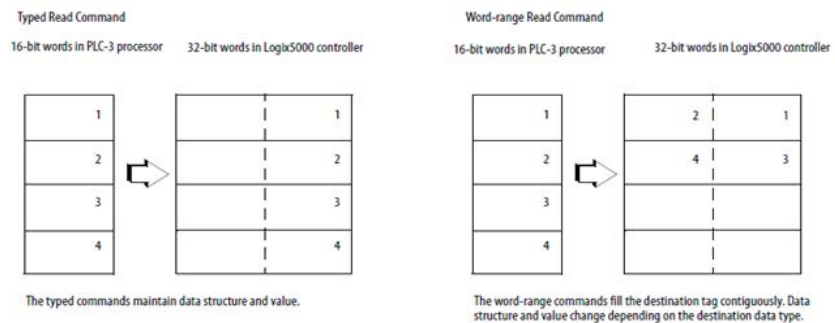 Typed Read Command
16-bit words in PLC-3 processor
32-bit words in Logix5000 controller
1
2
3
4
1
2
3
4
The typed commands maintain data structure and value.
Word-range Read Command
16-bit words in PLC-3 processor
32-bit words in Logix5000 controller
1
2
3
4
2 1
4 3
The word-range commands fill the destination tag contiguously. Data
structure and value change depending on the destination data type.